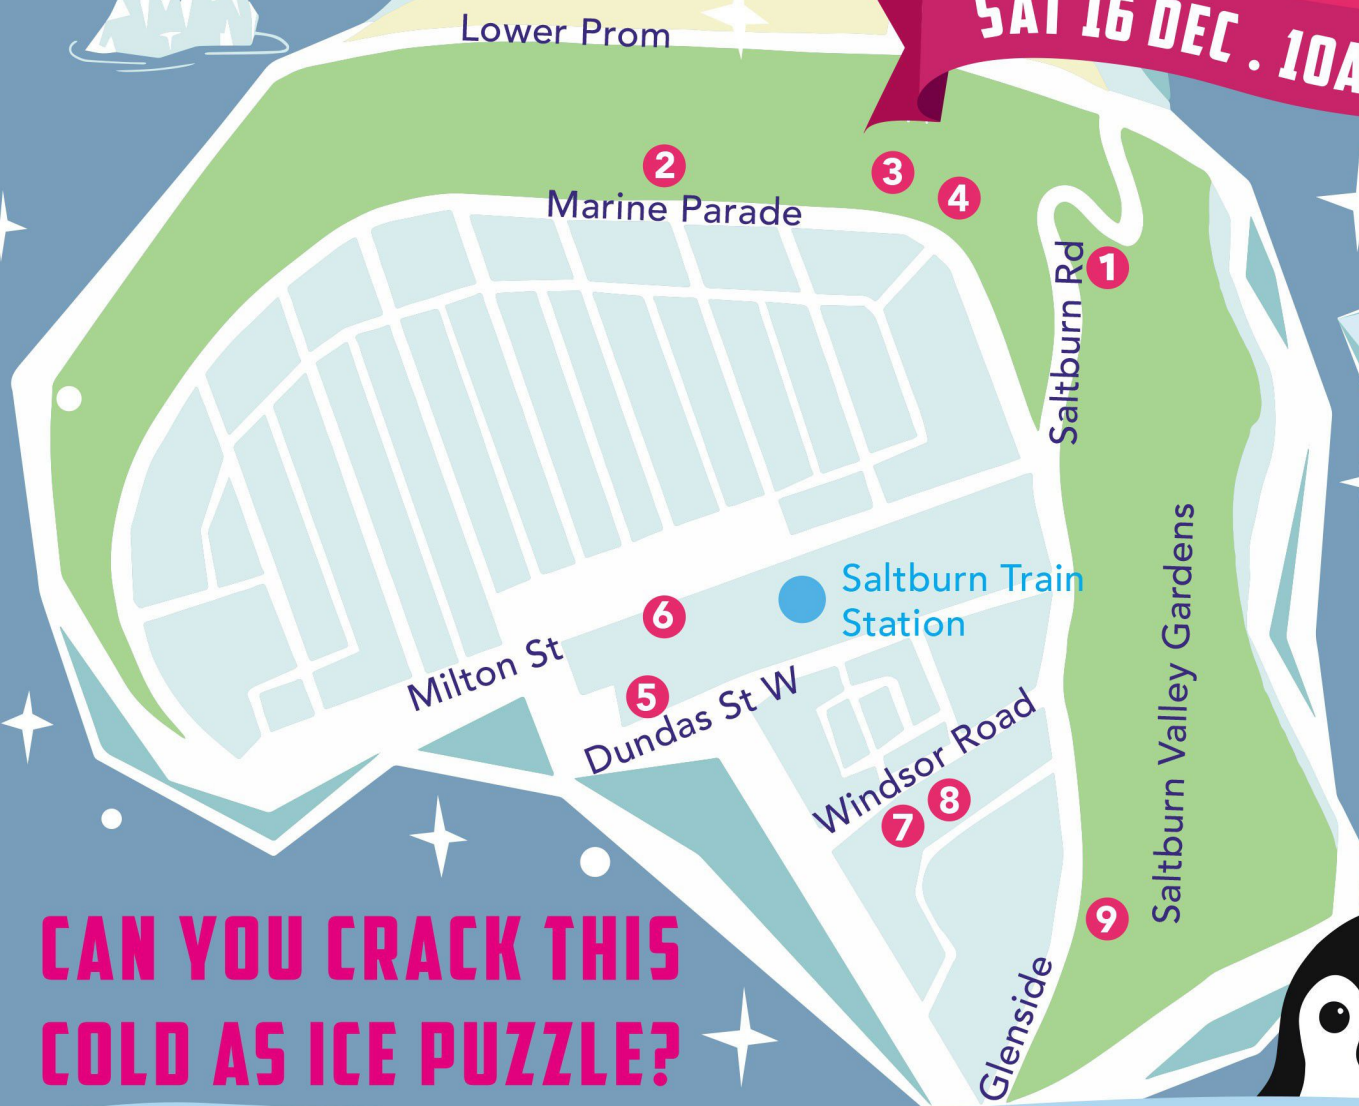 Lower Prom
SAT 16 DEC . 10A
2
3
4
Marine Parade
1
Saltburn Rd
Saltburn Train
Station
6
Milton St
5
Dundas St W
Saltburn Valley Gardens
Windsor Road
8
7
9
Glenside
CAN YOU CRACK THIS
COLD AS ICE PUZZLE?